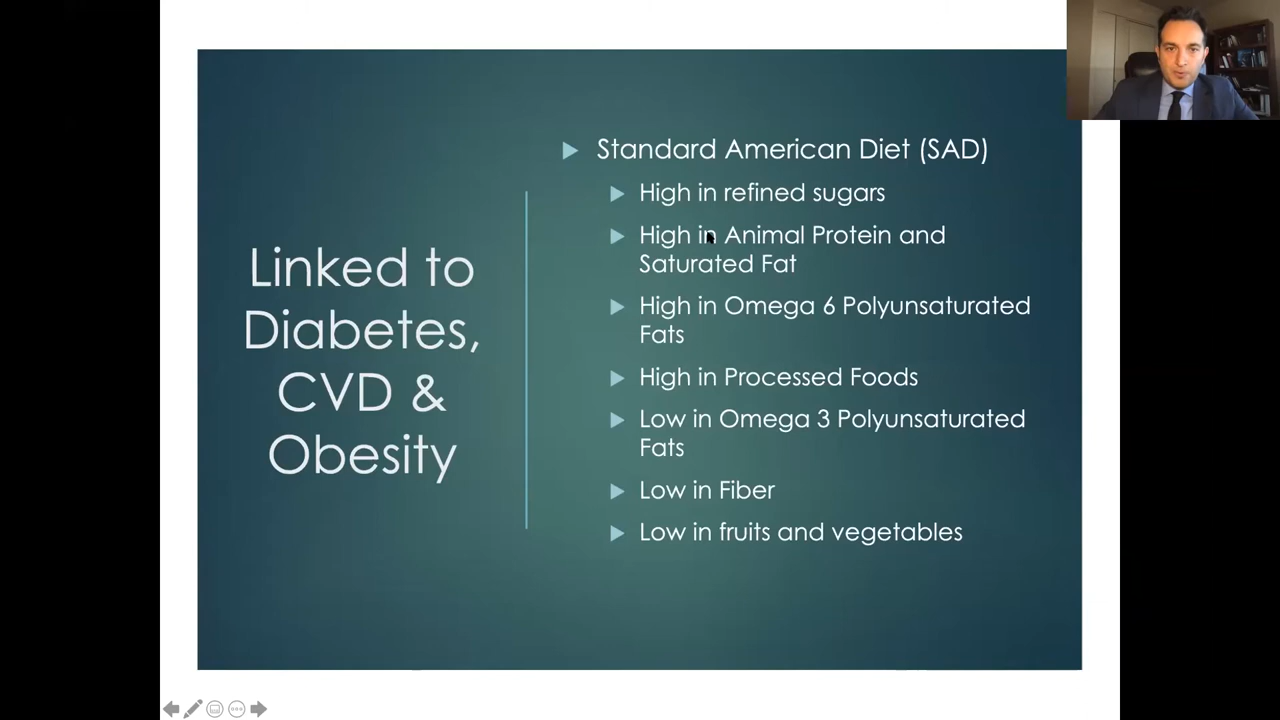 Linked to
Diabetes,
CVD &
Obesity
Standard American Diet (SAD)
High in refined sugars
High in Animal Protein and
Saturated Fat
High in Omega 6 Polyunsaturated
Fats
High in Processed Foods
Low in Omega 3 Polyunsaturated
Fats
Low in Fiber
Low in fruits and vegetables